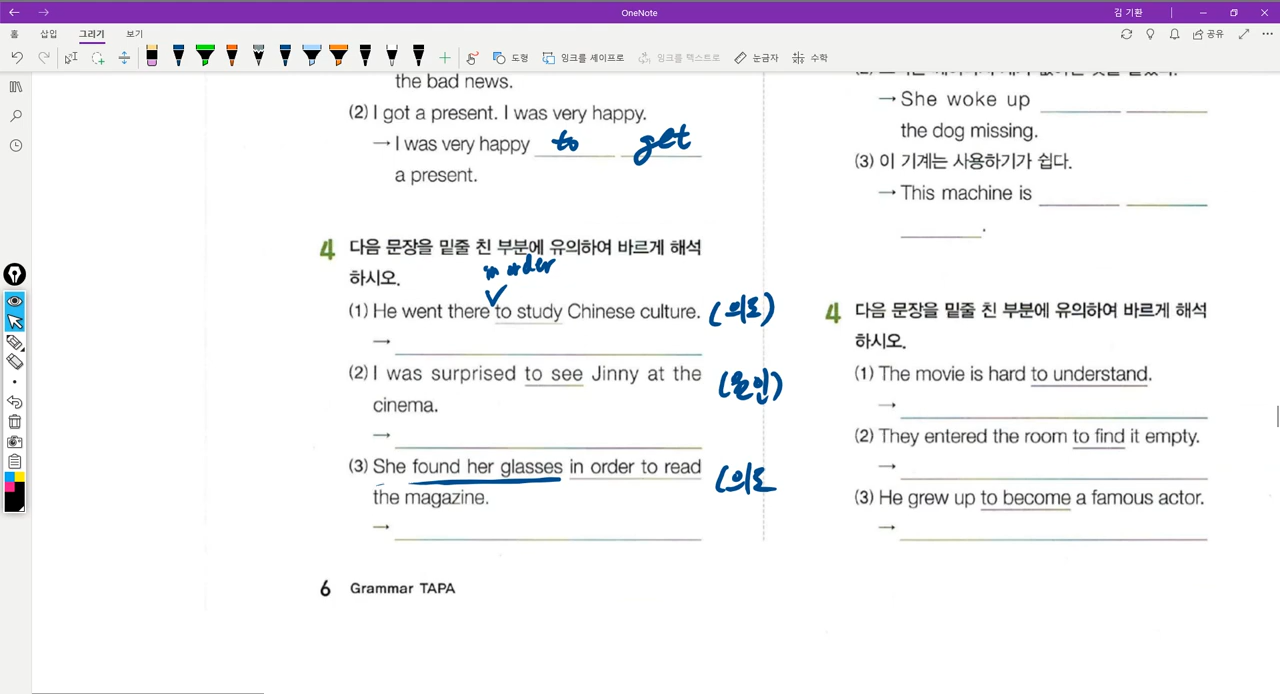 OneNote
김 기환
홈 삽입 그리기 보기
공유
도형 잉크를 셰이프로 잉크를 텍스트로 눈금자 수학
the bad news.
(2) I got a present. I was very happy.
→ I was very happy to get
a present.
4 다음 문장을 밑줄 친 부분에 유의하여 바르게 해석
하시오.
in order
(1) He went there to study Chinese culture. (의도)
→
(2) I was surprised to see Jinny at the (원인)
cinema.
→
(3) She found her glasses in order to read (의도
the magazine.
→
6 Grammar TAPA
→ She woke up
the dog missing.
(3) 이 기계는 사용하기가 쉽다.
→ This machine is
.
4 다음 문장을 밑줄 친 부분에 유의하여 바르게 해석
하시오.
(1) The movie is hard to understand.
→
(2) They entered the room to find it empty.
→
(3) He grew up to become a famous actor.
→